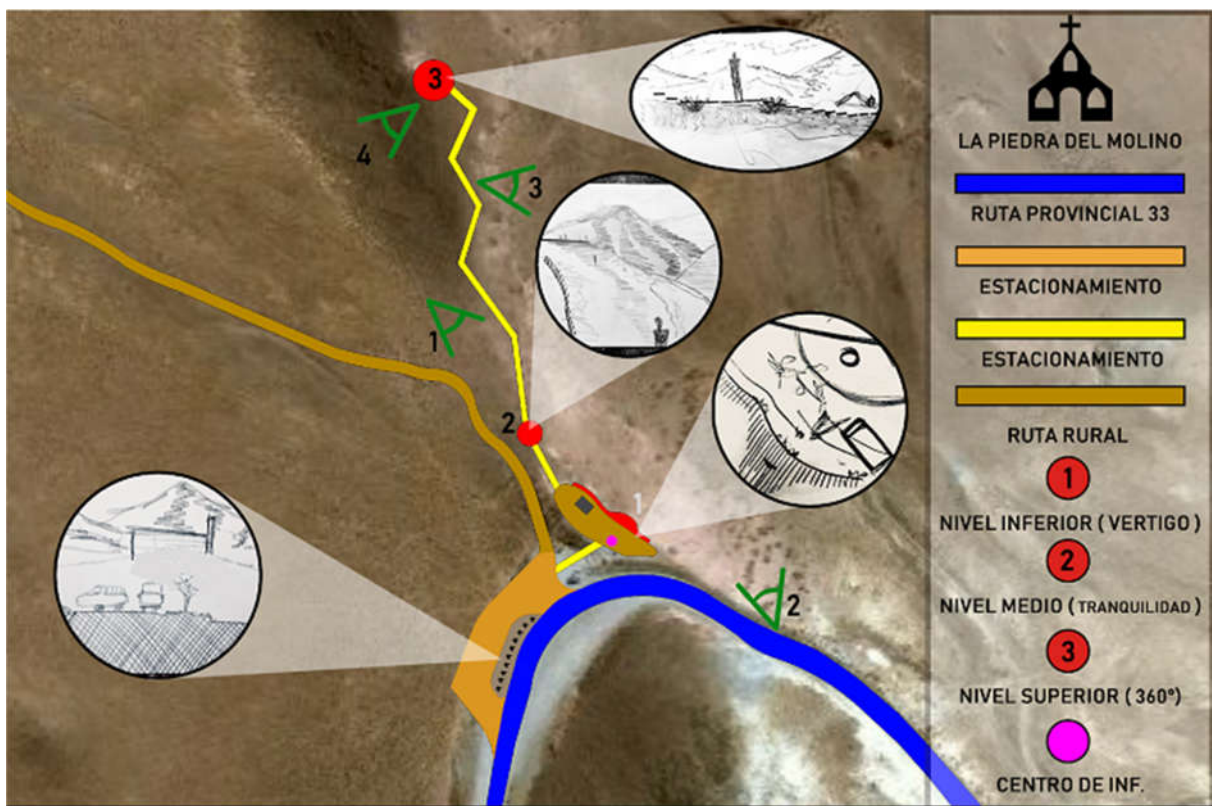 3
4
3
1
2
1
2
LA PIEDRA DEL MOLINO
RUTA PROVINCIAL 33
ESTACIONAMIENTO
ESTACIONAMIENTO
RUTA RURAL
1
NIVEL INFERIOR ( VERTIGO )
2
NIVEL MEDIO ( TRANQUILIDAD )
3
NIVEL SUPERIOR ( 360º)
CENTRO DE INF.